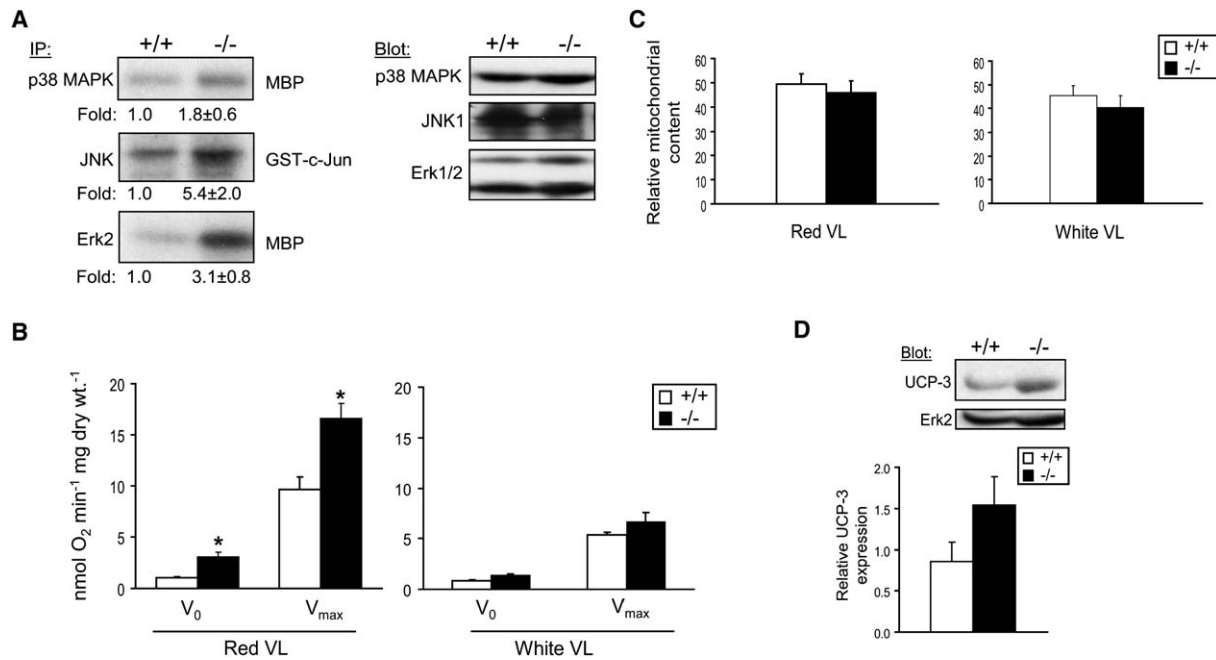 A
IP: +/+ -/-
p38 MAPK MBP
Fold: 1.0 1.8±0.6
JNK GST-c-Jun
Fold: 1.0 5.4±2.0
Erk2 MBP
Fold: 1.0 3.1±0.8
Blot: +/+ -/-
p38 MAPK
JNK1
Erk1/2
C
+/+
-/-
Relative mitochondrial
content
60
50
40
30
20
10
0
Red VL
60
50
40
30
20
10
0
White VL
B
nmol O₂ min⁻¹ mg dry wt.⁻¹
20
15
10
5
0
* *
V₀ Vmax
Red VL
20
15
10
5
0
+/+
-/-
V₀ Vmax
White VL
D
Blot: +/+ -/-
UCP-3
Erk2
+/+
-/-
Relative UCP-3
expression
2.0
1.5
1.0
0.5
0.0